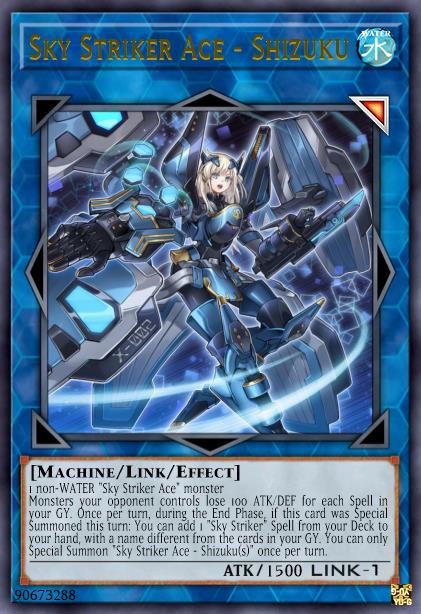 Sky Striker Ace - Shizuku
WATER
水
X-002
[Machine/Link/Effect]
1 non-WATER "Sky Striker Ace" monster
Monsters your opponent controls lose 100 ATK/DEF for each Spell in
your GY. Once per turn, during the End Phase, if this card was Special
Summoned this turn: You can add 1 "Sky Striker" Spell from your Deck to
your hand, with a name different from the cards in your GY. You can only
Special Summon "Sky Striker Ace - Shizuku(s)" once per turn.
ATK/1500 LINK-1
90673288